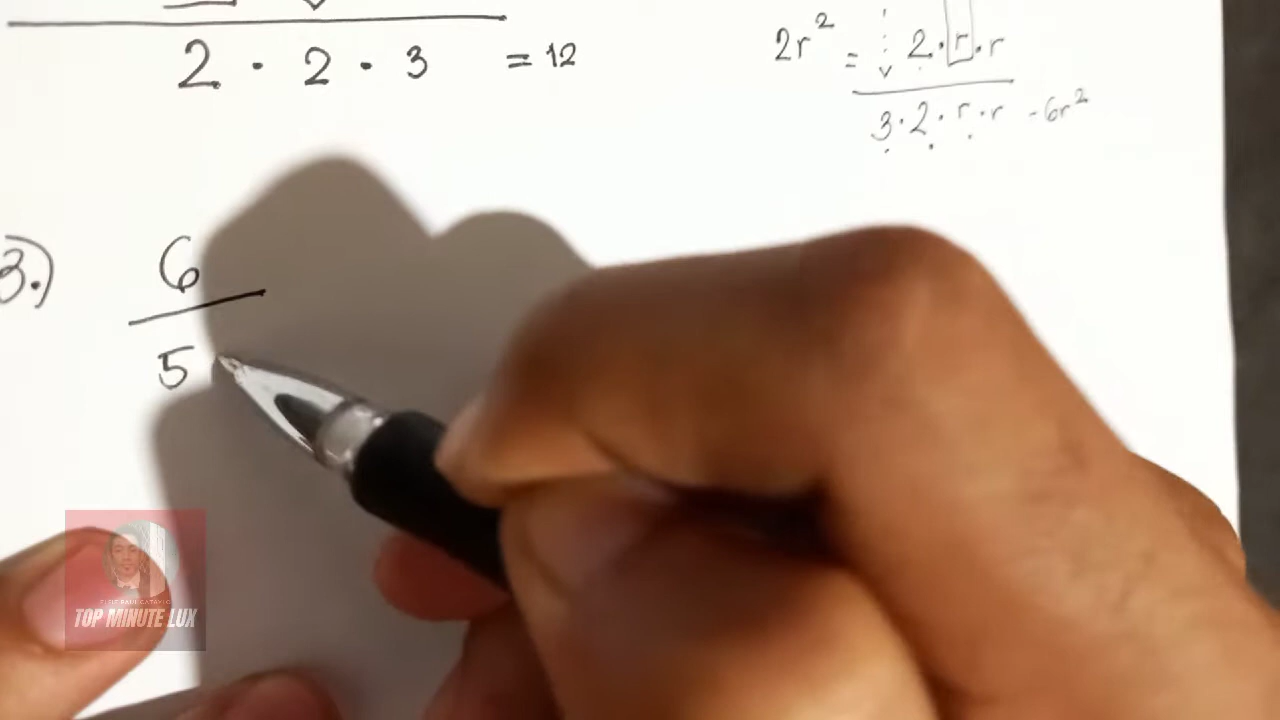 2 · 2 · 3 = 12
2r² = 2 · r · r
3 · 2 · r · r - 6r²
3.) 6
5
TOP MINUTE LUX